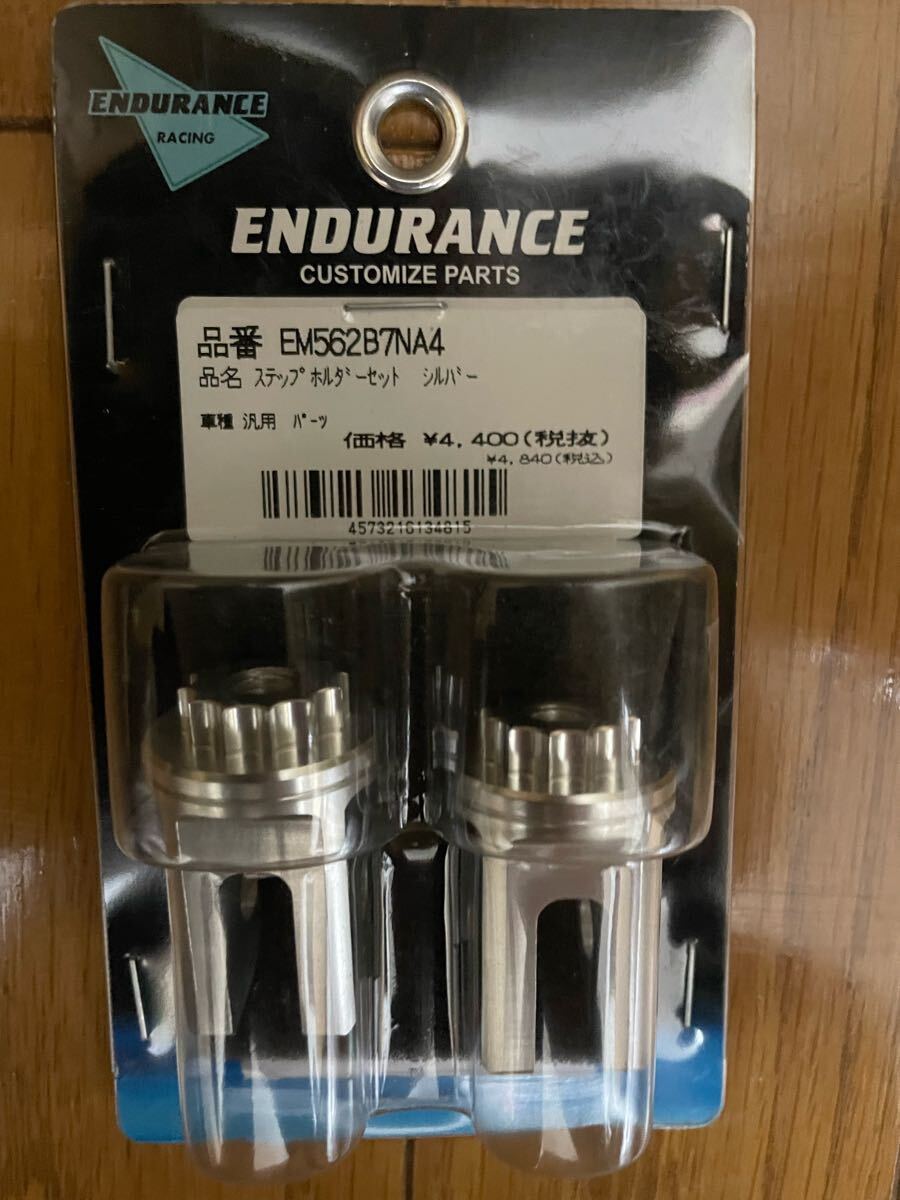 ENDURANCE
RACING
ENDURANCE
CUSTOMIZE PARTS
品番 EM562B7NA4
品名 ｽﾃｯﾌﾟﾎﾙﾀﾞｰｾｯﾄ ｼﾙﾊﾞｰ
車種 汎用 ﾊﾟｰﾂ
価格 ¥4,400(税抜)
¥4,840(税込)
4573216134815